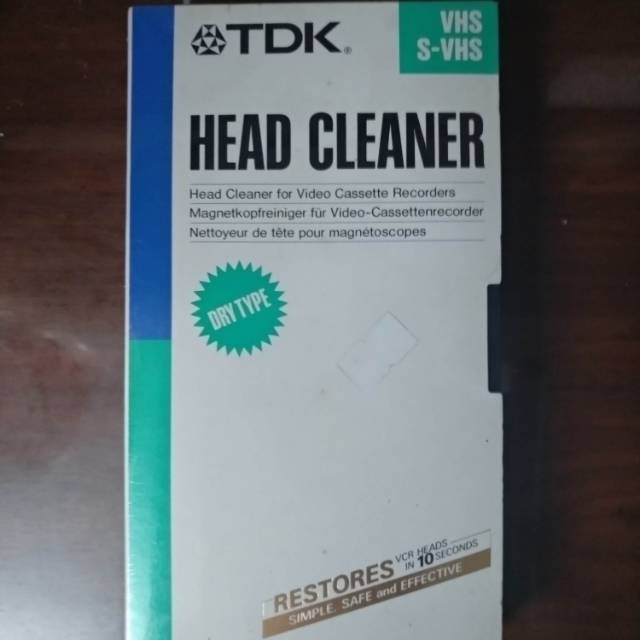 TDK®
VHS
S-VHS
HEAD CLEANER
Head Cleaner for Video Cassette Recorders
Magnetkopfreiniger für Video-Cassettenrecorder
Nettoyeur de tête pour magnétoscopes
DRY TYPE
RESTORES VCR HEADS IN 10 SECONDS
SIMPLE, SAFE and EFFECTIVE